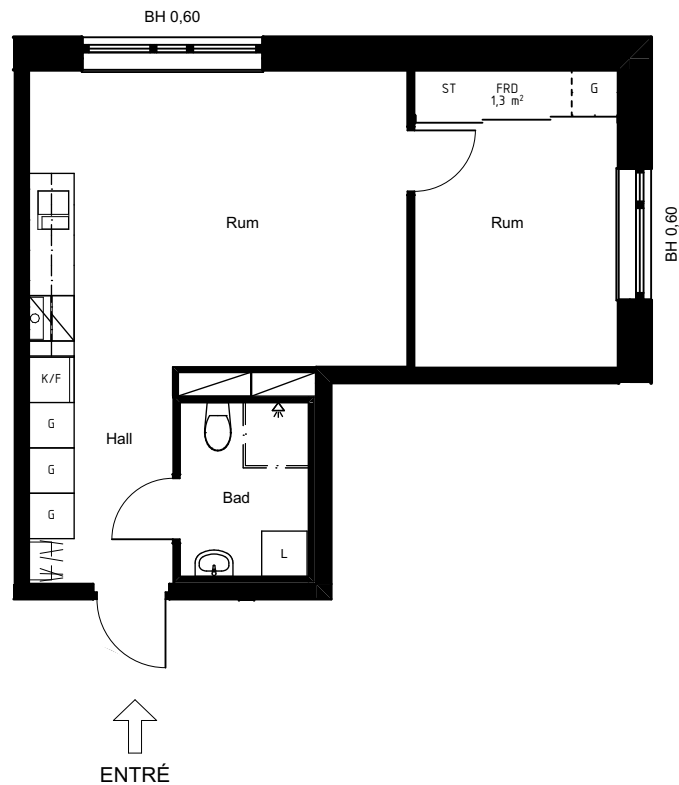 BH 0,60
ST
FRD
1,3 m²
G
Rum
Rum
BH 0,60
K/F
G
Hall
G
Bad
G
L
ENTRÉ